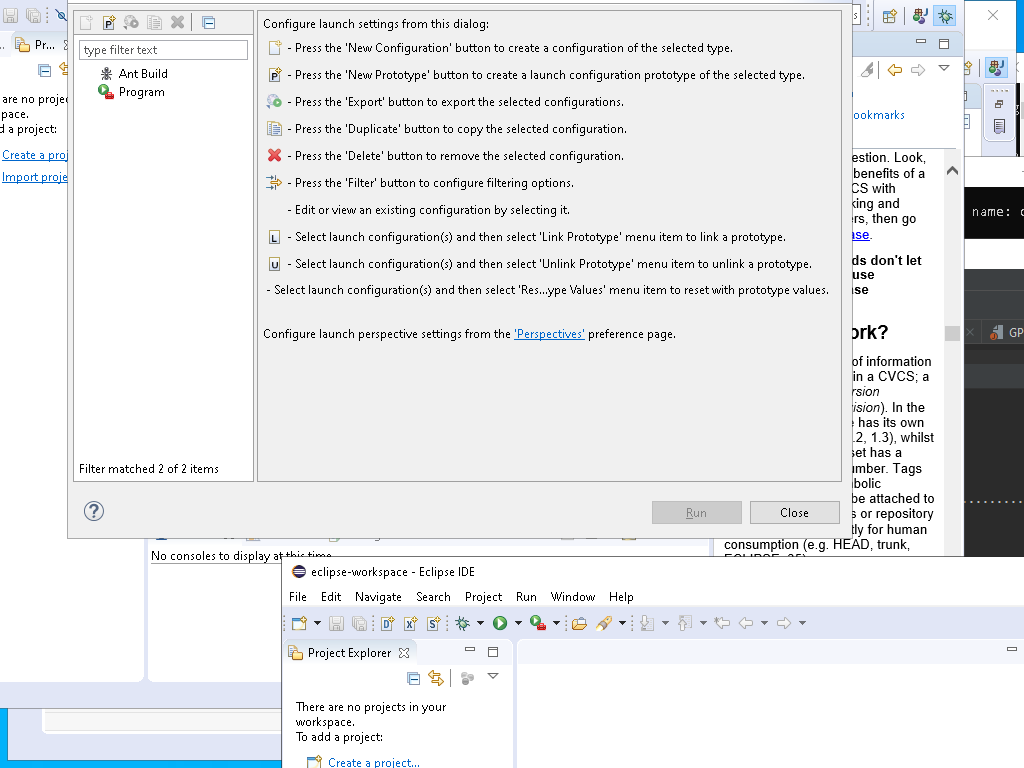 Pr...
type filter text
Ant Build
Program
Filter matched 2 of 2 items
Configure launch settings from this dialog:
- Press the 'New Configuration' button to create a configuration of the selected type.
- Press the 'New Prototype' button to create a launch configuration prototype of the selected type.
- Press the 'Export' button to export the selected configurations.
- Press the 'Duplicate' button to copy the selected configuration.
- Press the 'Delete' button to remove the selected configuration.
- Press the 'Filter' button to configure filtering options.
- Edit or view an existing configuration by selecting it.
- Select launch configuration(s) and then select 'Link Prototype' menu item to link a prototype.
- Select launch configuration(s) and then select 'Unlink Prototype' menu item to unlink a prototype.
- Select launch configuration(s) and then select 'Res...ype Values' menu item to reset with prototype values.
Configure launch perspective settings from the 'Perspectives' preference page.
Run
Close
are no projec
pace.
d a project:
Create a proj
Import proje
ookmarks
estion. Look,
benefits of a
CS with
king and
ers, then go
ase.
ds don't let
use
ase
ork?
of information
in a CVCS; a
ersion
ision). In the
has its own
.2, 1.3), whilst
set has a
umber. Tags
bolic
be attached to
s or repository
tly for human
consumption (e.g. HEAD, trunk,
name:
GP
No consoles to display at this time.
eclipse-workspace - Eclipse IDE
File Edit Navigate Search Project Run Window Help
Project Explorer
There are no projects in your
workspace.
To add a project:
Create a project...